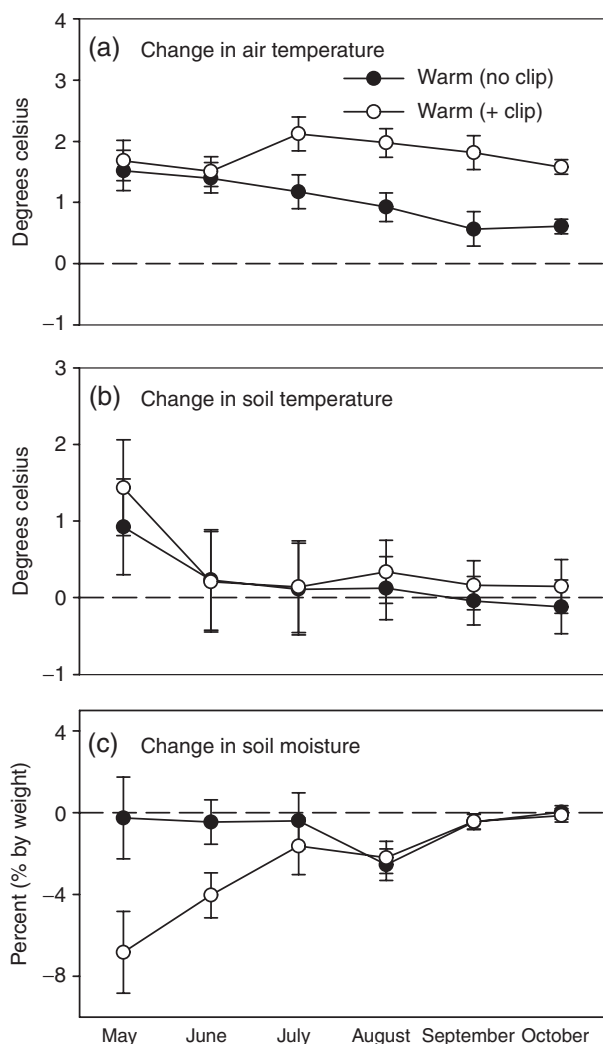 4
(a) Change in air temperature
Warm (no clip)
3
Warm (+ clip)
2
1
0
−1
Degrees celsius
3
(b) Change in soil temperature
2
1
0
−1
Degrees celsius
4
(c) Change in soil moisture
0
−4
−8
Percent (% by weight)
May June July August September October